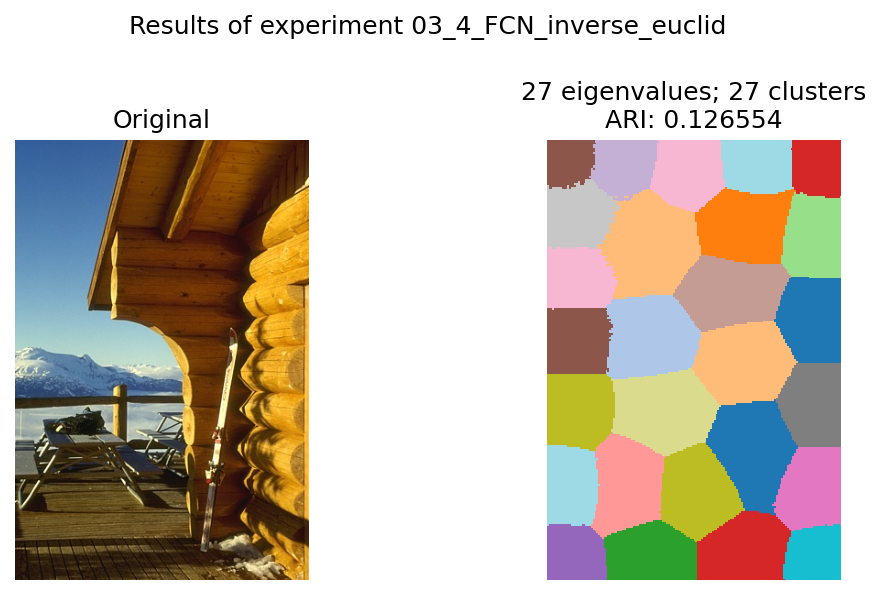 Results of experiment 03_4_FCN_inverse_euclid
Original
27 eigenvalues; 27 clusters
ARI: 0.126554